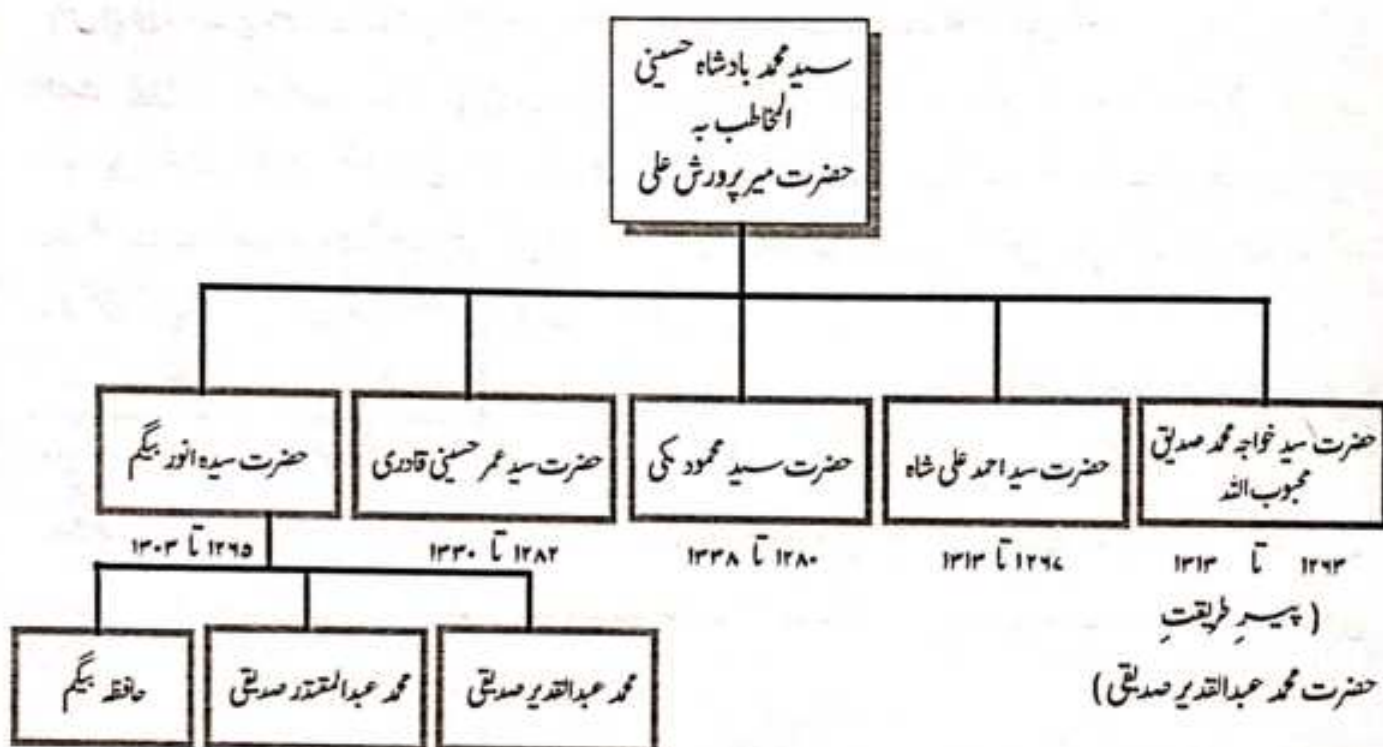 سید محمد بادشاہ حسینی
المخاطب بہ
حضرت میر پرورش علی
حضرت سید خواجہ محمد صدیق
محبوب اللہ
۱۲۶۳ تا ۱۳۱۳
( پیرِ طریقتِ
حضرت محمد عبدالقدیر صدیقی)
حضرت سید احمد علی شاہ
۱۲۶۷ تا ۱۳۱۳
حضرت سید محمود مکی
۱۲۸۰ تا ۱۳۳۸
حضرت سید عمر حسینی قادری
۱۲۸۲ تا ۱۳۳۰
حضرت سیدہ انور بیگم
۱۲۶۵ تا ۱۳۰۳
محمد عبدالقدیر صدیقی
محمد عبدالمقتدر صدیقی
حافظہ بیگم